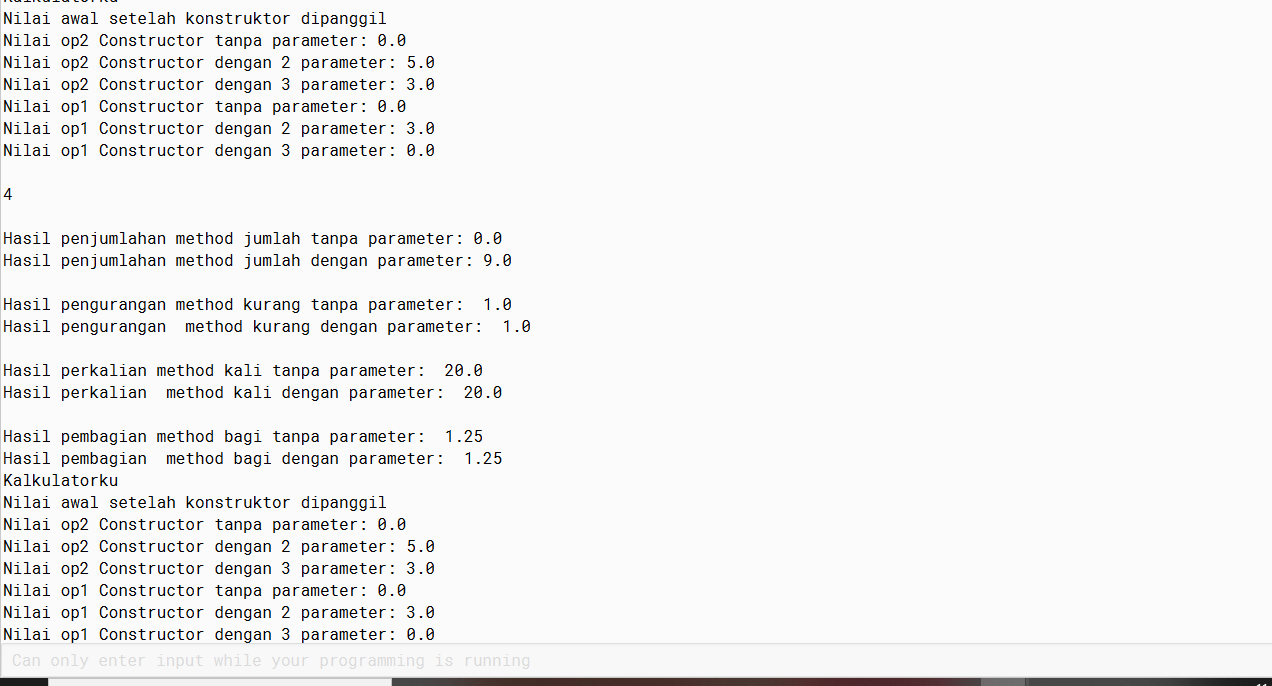 Kalkulatorku
Nilai awal setelah konstruktor dipanggil
Nilai op2 Constructor tanpa parameter: 0.0
Nilai op2 Constructor dengan 2 parameter: 5.0
Nilai op2 Constructor dengan 3 parameter: 3.0
Nilai op1 Constructor tanpa parameter: 0.0
Nilai op1 Constructor dengan 2 parameter: 3.0
Nilai op1 Constructor dengan 3 parameter: 0.0
4
Hasil penjumlahan method jumlah tanpa parameter: 0.0
Hasil penjumlahan method jumlah dengan parameter: 9.0
Hasil pengurangan method kurang tanpa parameter:  1.0
Hasil pengurangan  method kurang dengan parameter:  1.0
Hasil perkalian method kali tanpa parameter:  20.0
Hasil perkalian  method kali dengan parameter:  20.0
Hasil pembagian method bagi tanpa parameter:  1.25
Hasil pembagian  method bagi dengan parameter:  1.25
Kalkulatorku
Nilai awal setelah konstruktor dipanggil
Nilai op2 Constructor tanpa parameter: 0.0
Nilai op2 Constructor dengan 2 parameter: 5.0
Nilai op2 Constructor dengan 3 parameter: 3.0
Nilai op1 Constructor tanpa parameter: 0.0
Nilai op1 Constructor dengan 2 parameter: 3.0
Nilai op1 Constructor dengan 3 parameter: 0.0
Can only enter input while your programming is running